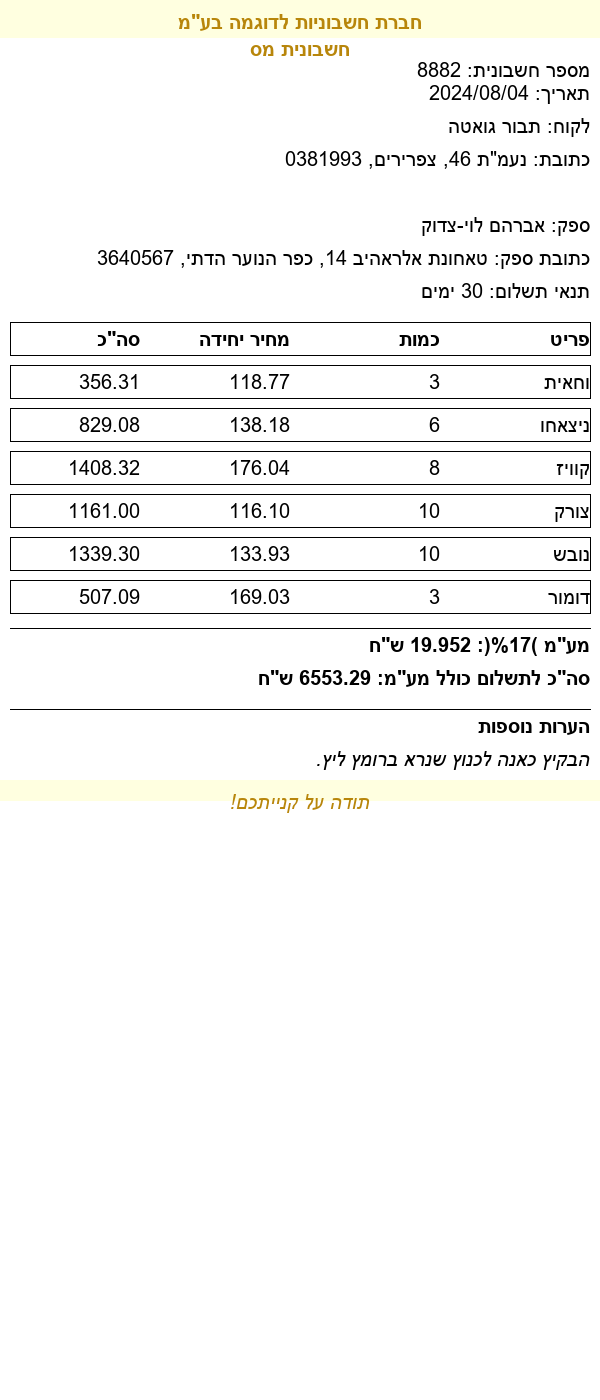 חברת חשבוניות לדוגמה בע"מ
חשבונית מס
מספר חשבונית: 8882
תאריך: 2024/08/04
לקוח: תבור גואטה
כתובת: נעמ"ת 46, צפרירים, 0381993
ספק: אברהם לוי-צדוק
כתובת ספק: טאחונת אלראהיב 14, כפר הנוער הדתי, 3640567
תנאי תשלום: 30 ימים
פריט כמות מחיר יחידה סה"כ
וחאית 3 118.77 356.31
ניצאחו 6 138.18 829.08
קוויז 8 176.04 1408.32
צורק 10 116.10 1161.00
נובש 10 133.93 1339.30
דומור 3 169.03 507.09
מע"מ )17%(: 19.952 ש"ח
סה"כ לתשלום כולל מע"מ: 6553.29 ש"ח
הערות נוספות
הבקיץ כאנה לכנוץ שנרא ברומץ ליץ.
תודה על קנייתכם!